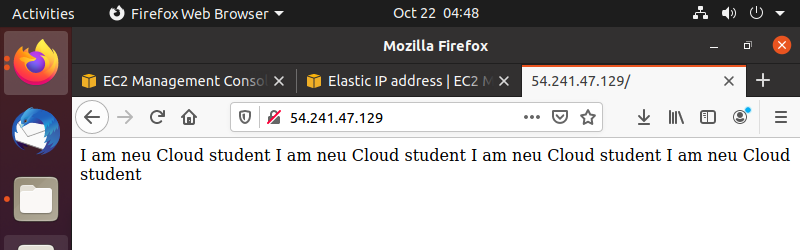 Activities Firefox Web Browser Oct 22 04:48
Mozilla Firefox
EC2 Management Consol Elastic IP address | EC2 M 54.241.47.129/
54.241.47.129
I am neu Cloud student I am neu Cloud student I am neu Cloud student I am neu Cloud
student